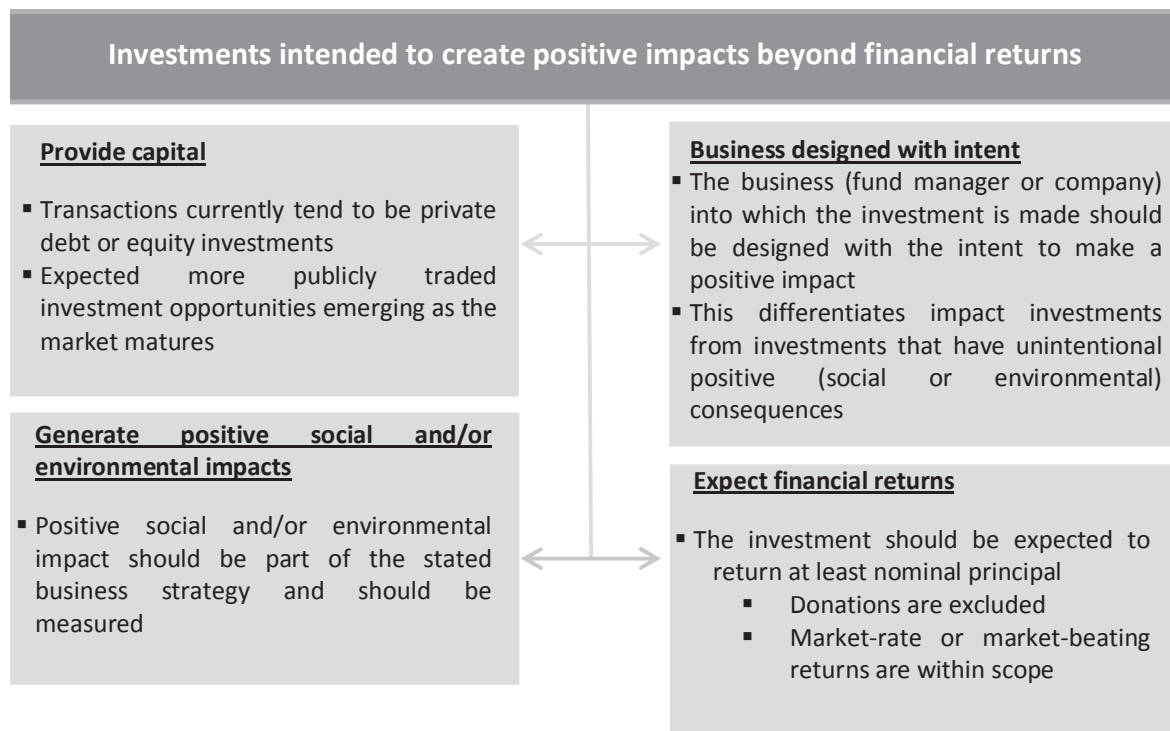 Investments intended to create positive impacts beyond financial returns
Provide capital
▪ Transactions currently tend to be private
debt or equity investments
▪ Expected more publicly traded
investment opportunities emerging as the
market matures
Generate positive social and/or
environmental impacts
▪ Positive social and/or environmental
impact should be part of the stated
business strategy and should be
measured
Business designed with intent
▪ The business (fund manager or company)
into which the investment is made should
be designed with the intent to make a
positive impact
▪ This differentiates impact investments
from investments that have unintentional
positive (social or environmental)
consequences
Expect financial returns
▪ The investment should be expected to
return at least nominal principal
▪ Donations are excluded
▪ Market-rate or market-beating
returns are within scope